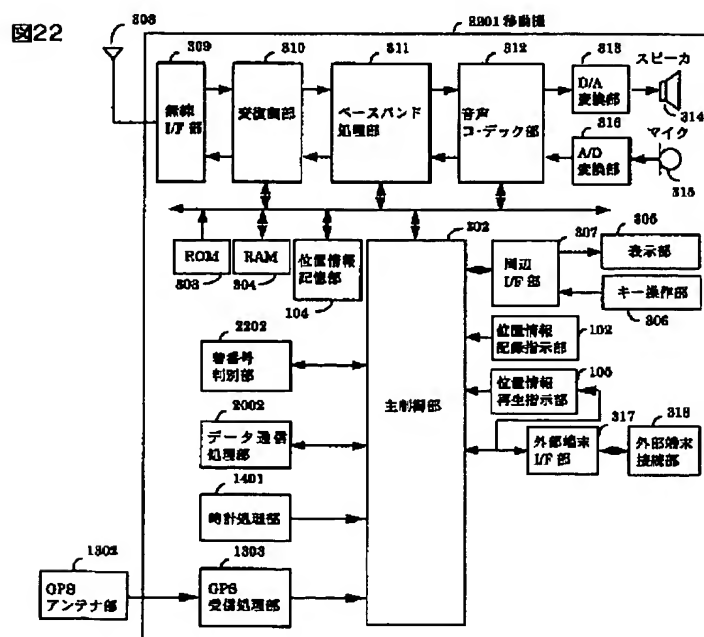 図22
2201 移動機
308
309
310
311
312
313
スピーカ
無線
I/F部
変復調部
ベースバンド
処理部
音声
コ・デック部
D/A
変換部
314
316
マイク
A/D
変換部
315
302
307
305
ROM
RAM
位置情報
記憶部
周辺
I/F部
表示部
303
304
104
キー操作部
306
2202
着番号
判別部
位置情報
記録指示部
102
主制御部
位置情報
再生指示部
105
2002
データ通信
処理部
317
318
外部端末
I/F部
外部端末
接続部
1401
時計処理部
1302
1303
GPS
アンテナ部
GPS
受信処理部